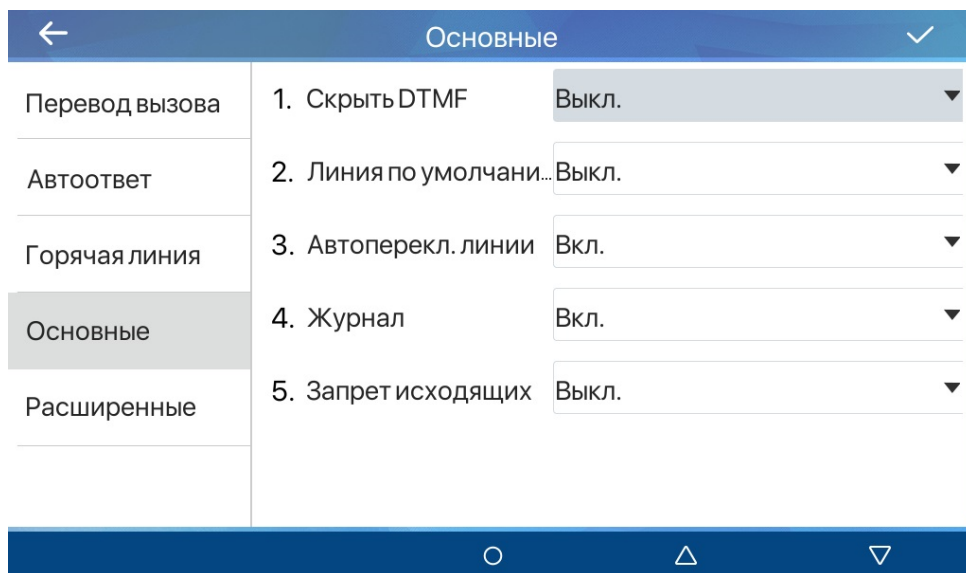 Основные
Перевод вызова
Автоответ
Горячая линия
Основные
Расширенные
1. Скрыть DTMF Выкл.
2. Линия по умолчани... Выкл.
3. Автоперекл. линии Вкл.
4. Журнал Вкл.
5. Запрет исходящих Выкл.